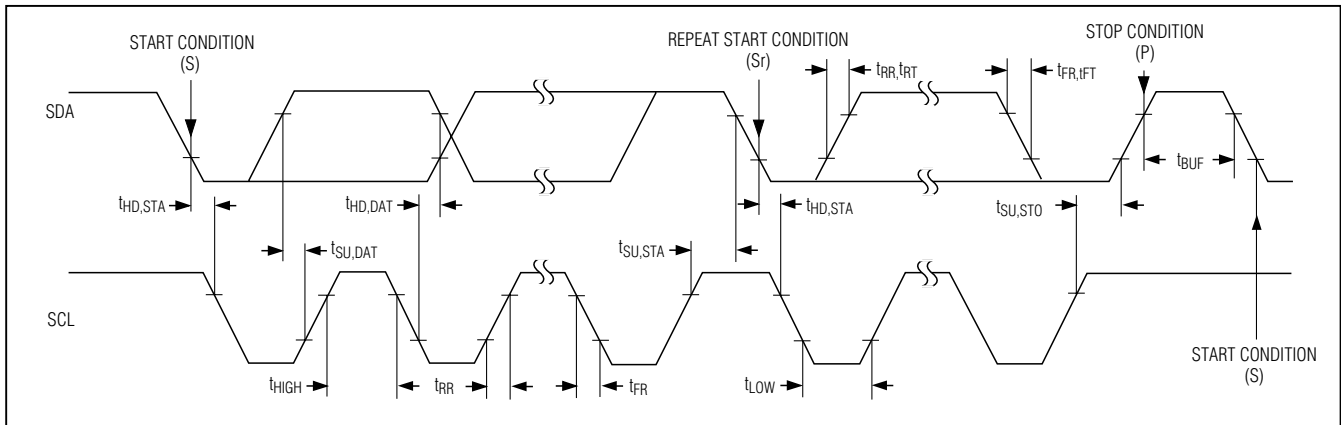 START CONDITION
(S)
REPEAT START CONDITION
(Sr)
STOP CONDITION
(P)
tRR,tRT
tFR,tFT
SDA
tBUF
tHD,STA
tHD,DAT
tHD,STA
tSU,STO
tSU,DAT
tSU,STA
SCL
START CONDITION
(S)
tHIGH
tRR
tFR
tLOW